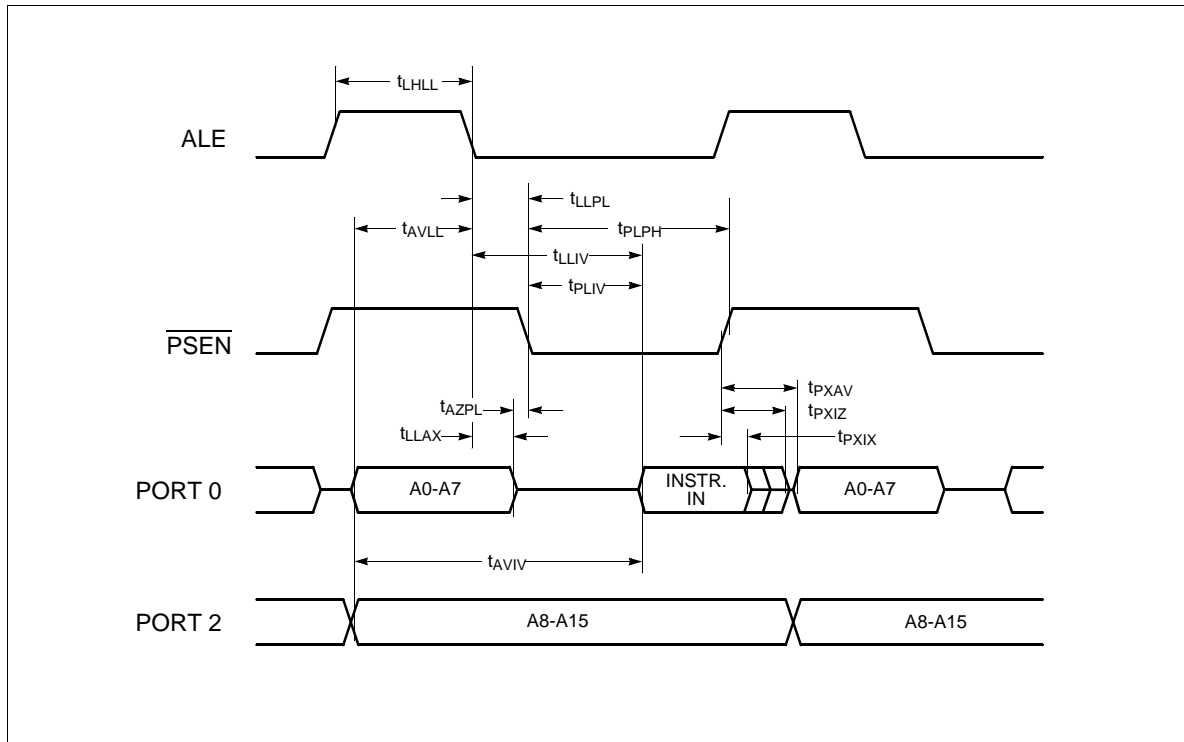 tLHLL
ALE
tLLPL
tAVLL
tPLPH
tLLIV
tPLIV
PSEN
tPXAV
tAZPL
tPXIZ
tLLAX
tPXIX
PORT 0
A0-A7
INSTR.
IN
A0-A7
tAVIV
PORT 2
A8-A15
A8-A15